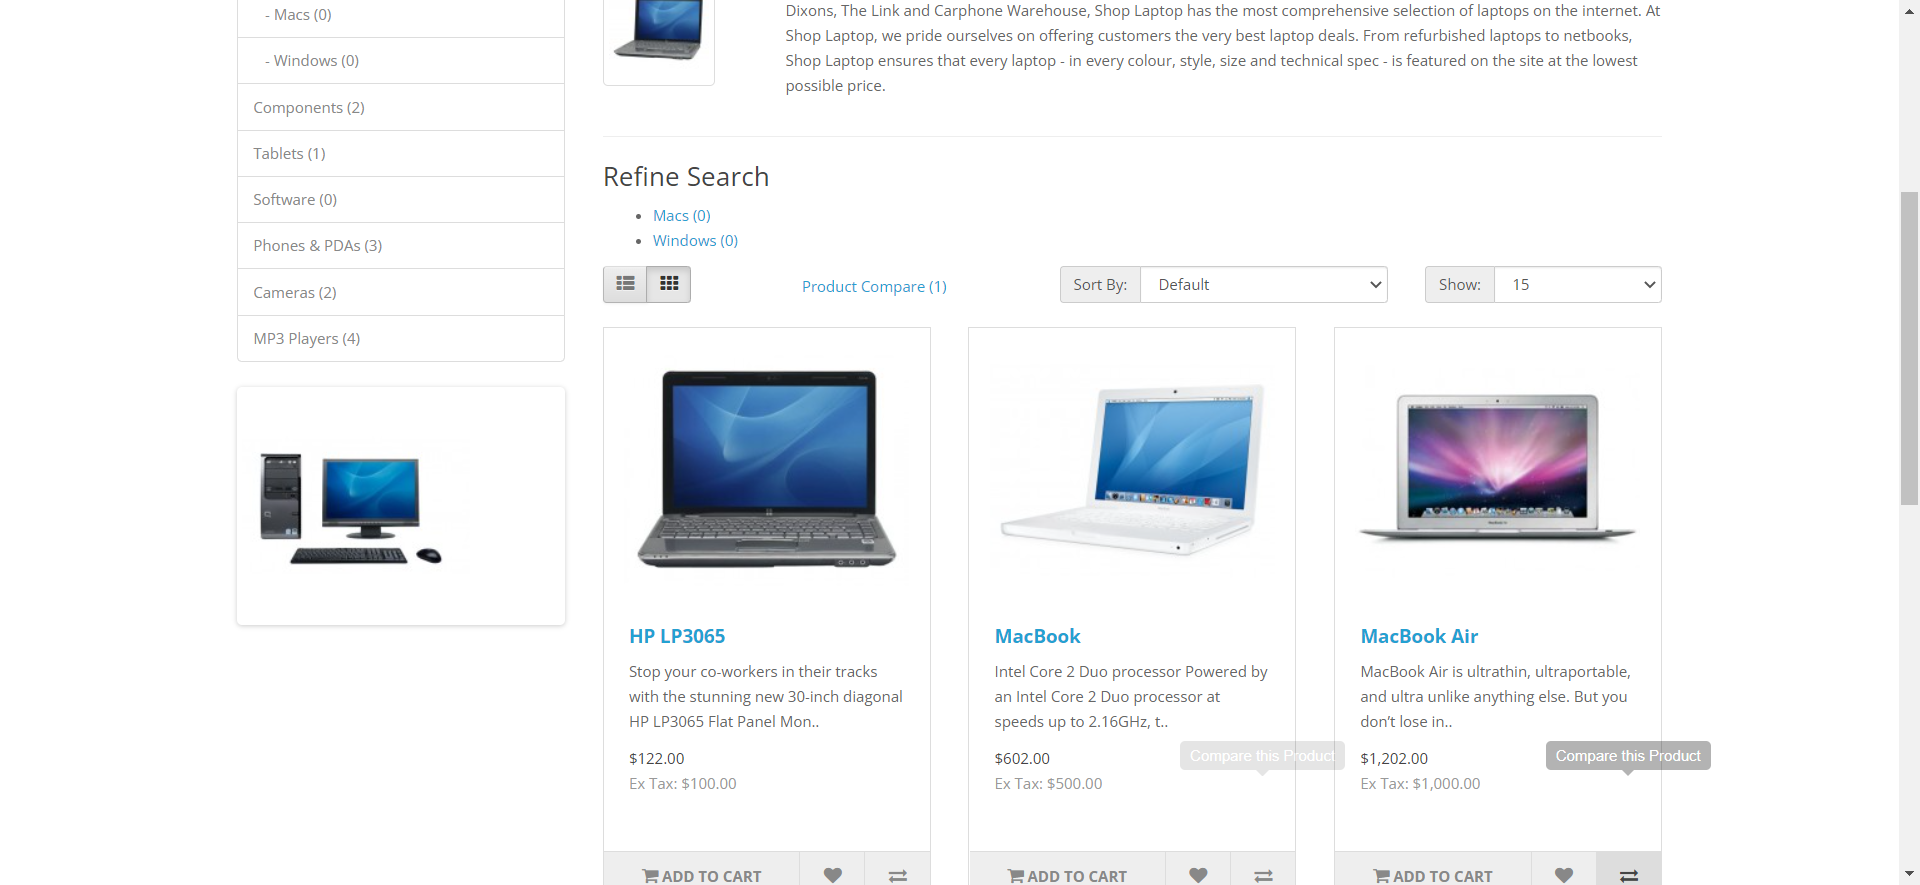 - Macs (0)
- Windows (0)
Components (2)
Tablets (1)
Software (0)
Phones & PDAs (3)
Cameras (2)
MP3 Players (4)
Dixons, The Link and Carphone Warehouse, Shop Laptop has the most comprehensive selection of laptops on the internet. At
Shop Laptop, we pride ourselves on offering customers the very best laptop deals. From refurbished laptops to netbooks,
Shop Laptop ensures that every laptop - in every colour, style, size and technical spec - is featured on the site at the lowest
possible price.
Refine Search
Macs (0)
Windows (0)
Product Compare (1)
Sort By: Default
Show: 15
HP LP3065
Stop your co-workers in their tracks
with the stunning new 30-inch diagonal
HP LP3065 Flat Panel Mon..
$122.00
Ex Tax: $100.00
ADD TO CART
MacBook
Intel Core 2 Duo processor Powered by
an Intel Core 2 Duo processor at
speeds up to 2.16GHz, t..
$602.00
Compare this Product
Ex Tax: $500.00
ADD TO CART
MacBook Air
MacBook Air is ultrathin, ultraportable,
and ultra unlike anything else. But you
don’t lose in..
$1,202.00
Compare this Product
Ex Tax: $1,000.00
ADD TO CART